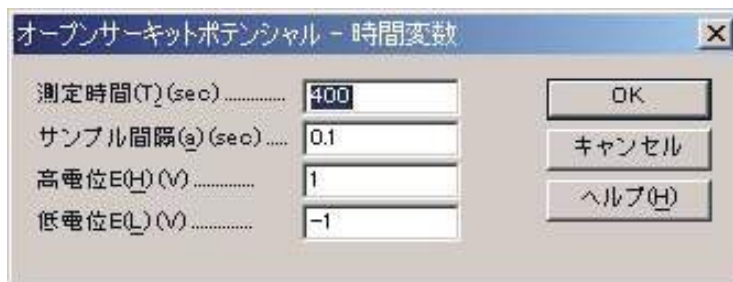 オープンサーキットポテンシャル - 時間変数
測定時間(T)(sec)............. 400
サンプル間隔(a)(sec)..... 0.1
高電位E(H)(V)............. 1
低電位E(L)(V)............. -1
OK
キャンセル
ヘルプ(H)